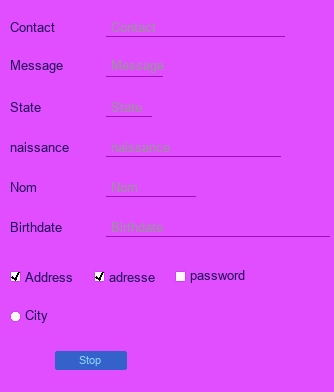 Contact Contact
Message Message
State State
naissance naissance
Nom Nom
Birthdate Birthdate
Address adresse password
City
Stop